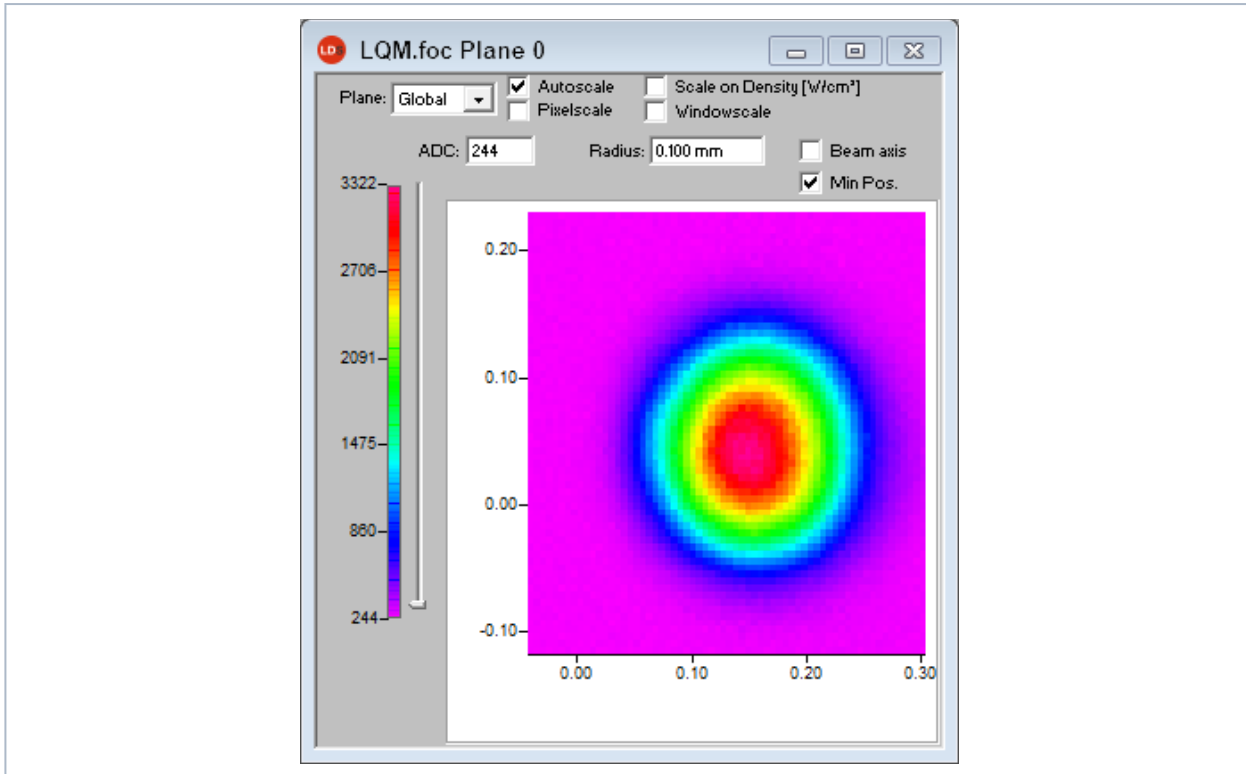 LDS LQM.foc Plane 0
Plane: Global Autoscale Scale on Density [W/cm²]
Pixelscale Windowscale
ADC: 244 Radius: 0.100 mm Beam axis
Min Pos.
3322
2706
2091
1475
860
244
0.20
0.10
0.00
-0.10
0.00 0.10 0.20 0.30